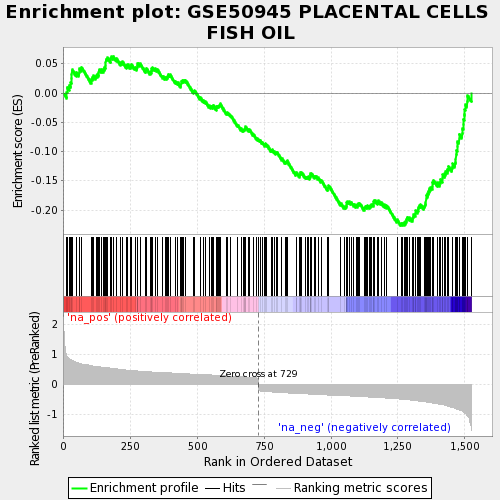 Enrichment plot: GSE50945 PLACENTAL CELLS
FISH OIL
Enrichment score (ES)
0.05
0.00
-0.05
-0.10
-0.15
-0.20
Ranked list metric (PreRanked)
2
1
0
-1
'na_pos' (positively correlated)
Zero cross at 729
'na_neg' (negatively correlated)
0
250
500
750
1,000
1,250
1,500
Rank in Ordered Dataset
Enrichment profile
Hits
Ranking metric scores